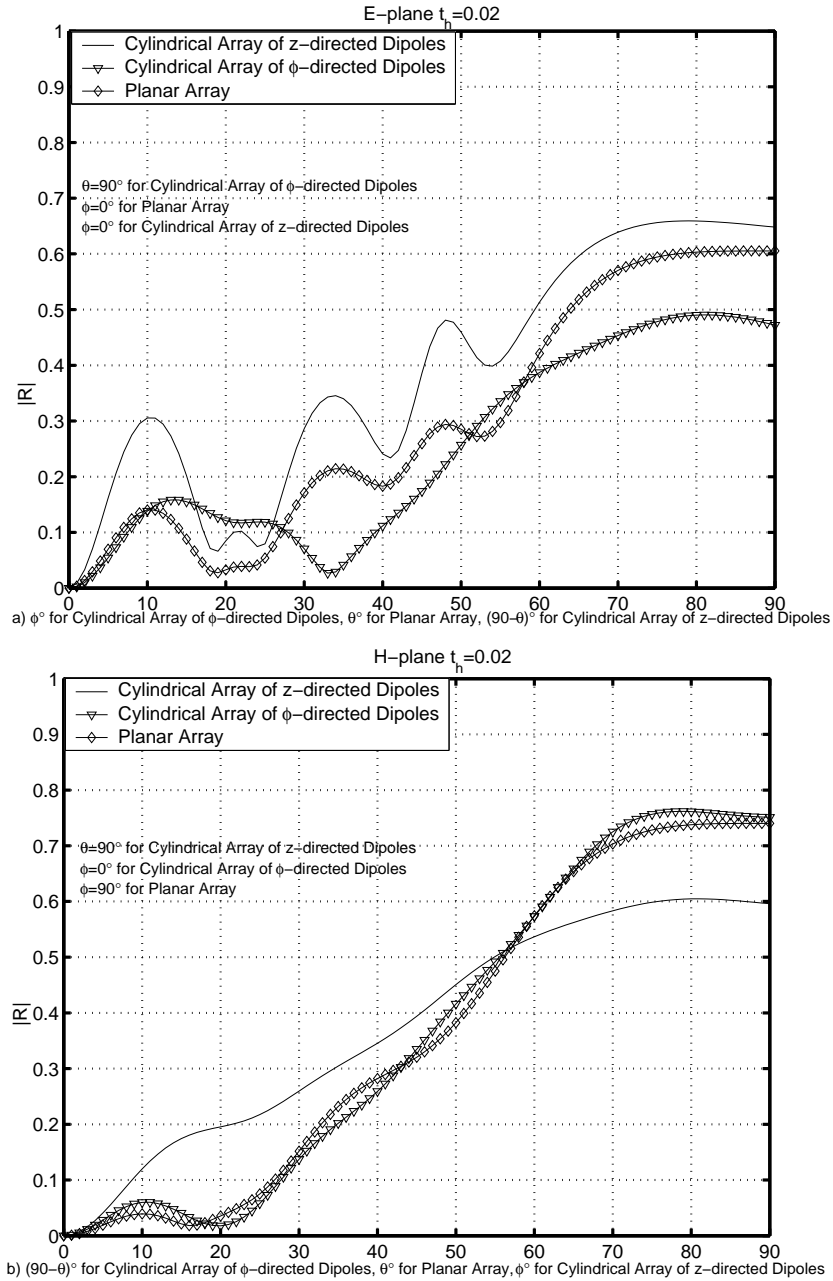 E−plane t_h=0.02
Cylindrical Array of z−directed Dipoles
Cylindrical Array of ϕ−directed Dipoles
Planar Array
θ=90° for Cylindrical Array of ϕ−directed Dipoles
ϕ=0° for Planar Array
ϕ=0° for Cylindrical Array of z−directed Dipoles
1
0.9
0.8
0.7
0.6
0.5
0.4
0.3
0.2
0.1
0
|R|
0 10 20 30 40 50 60 70 80 90
a) ϕ° for Cylindrical Array of ϕ−directed Dipoles, θ° for Planar Array, (90−θ)° for Cylindrical Array of z−directed Dipoles
H−plane t_h=0.02
Cylindrical Array of z−directed Dipoles
Cylindrical Array of ϕ−directed Dipoles
Planar Array
θ=90° for Cylindrical Array of z−directed Dipoles
ϕ=0° for Cylindrical Array of ϕ−directed Dipoles
ϕ=90° for Planar Array
1
0.9
0.8
0.7
0.6
0.5
0.4
0.3
0.2
0.1
0
|R|
0 10 20 30 40 50 60 70 80 90
b) (90−θ)° for Cylindrical Array of ϕ−directed Dipoles, θ° for Planar Array, ϕ° for Cylindrical Array of z−directed Dipoles